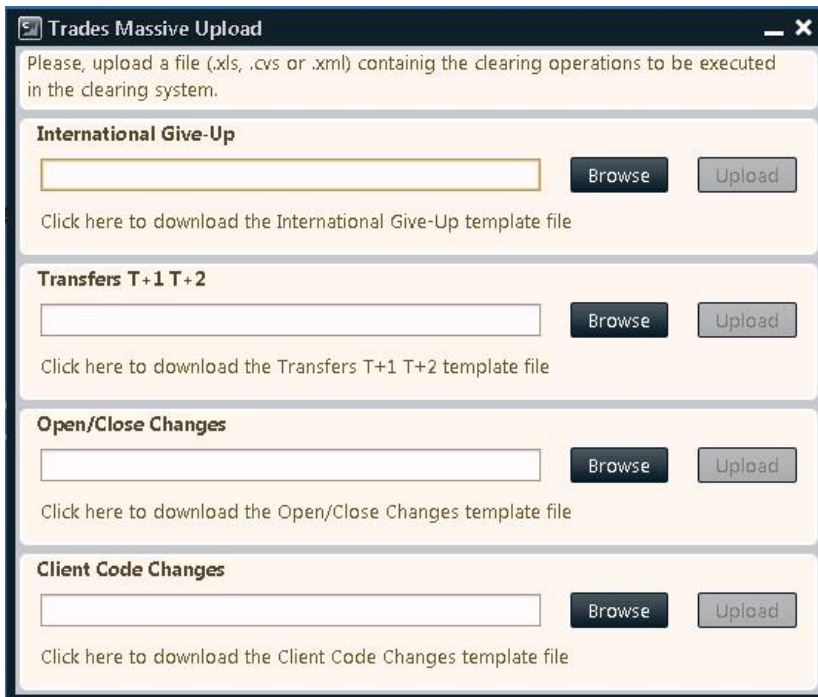 Trades Massive Upload
Please, upload a file (.xls, .cvs or .xml) containig the clearing operations to be executed
in the clearing system.
International Give-Up
Browse Upload
Click here to download the International Give-Up template file
Transfers T+1 T+2
Browse Upload
Click here to download the Transfers T+1 T+2 template file
Open/Close Changes
Browse Upload
Click here to download the Open/Close Changes template file
Client Code Changes
Browse Upload
Click here to download the Client Code Changes template file